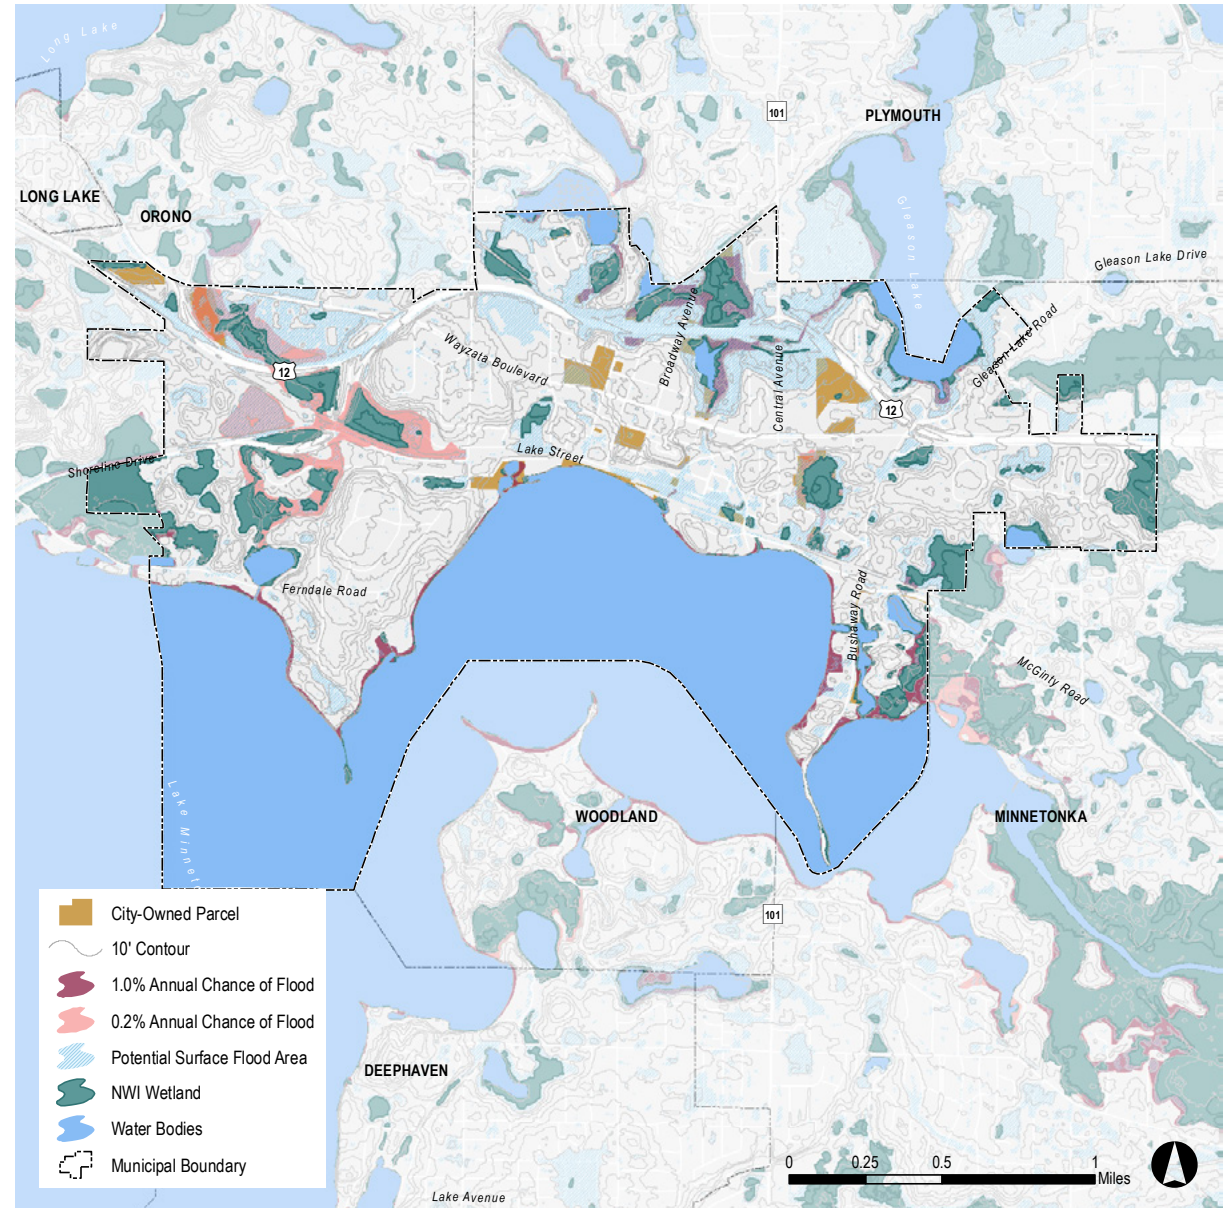 Long Lake
101
PLYMOUTH
LONG LAKE
ORONO
Gleason Lake
Gleason Lake Drive
Broadway Avenue
Gleason Lake Road
Wayzata Boulevard
12
Central Avenue
12
Lake Street
Shoreline Drive
Ferndale Road
Bushaway Road
McGinty Road
Lake Minnet
WOODLAND
MINNETONKA
101
City-Owned Parcel
10' Contour
1.0% Annual Chance of Flood
0.2% Annual Chance of Flood
Potential Surface Flood Area
NWI Wetland
Water Bodies
Municipal Boundary
DEEPHAVEN
0 0.25 0.5 1
Miles
Lake Avenue